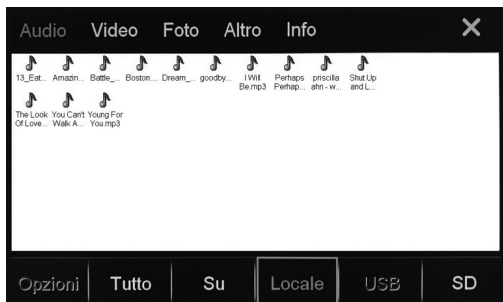 Audio Video Foto Altro Info
13_Eat... Amazin... Battle_... Boston... Dream_... goodby... I Will Perhaps priscilla Shut Up
Be.mp3 Perhap... ahn - w... and L...
The Look You Can't Young For
Of Love... Walk A... You.mp3
Opzioni Tutto Su Locale USB SD